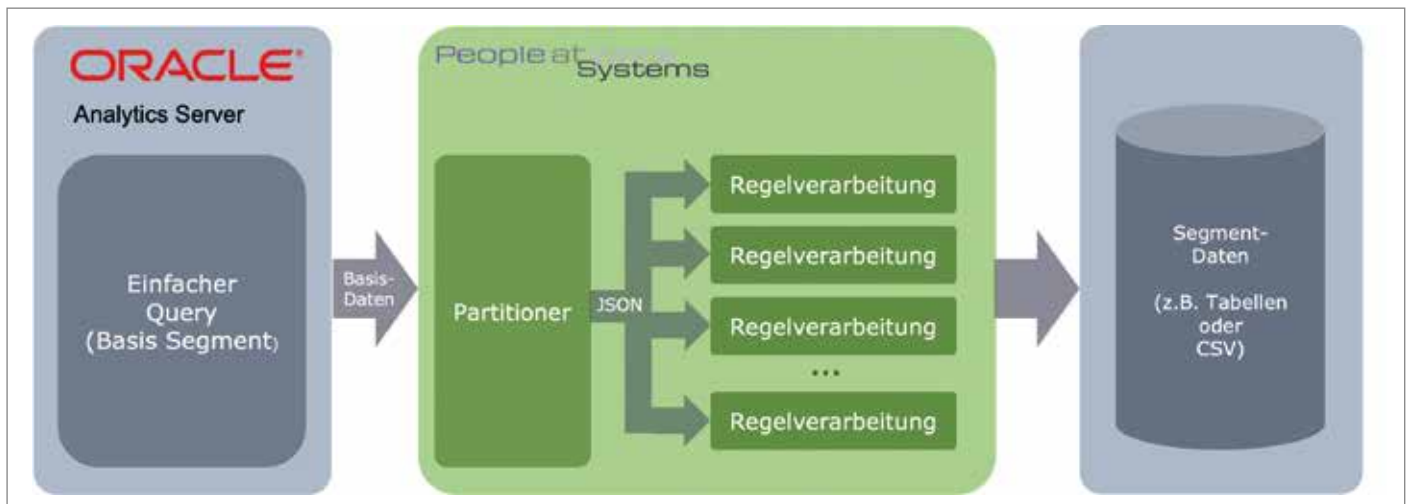 ORACLE®
Analytics Server
Einfacher
Query
(Basis Segment)
Basis-
Daten
People at
Systems
Partitioner
JSON
Regelverarbeitung
Regelverarbeitung
Regelverarbeitung
...
Regelverarbeitung
Segment-
Daten
(z.B. Tabellen
oder
CSV)